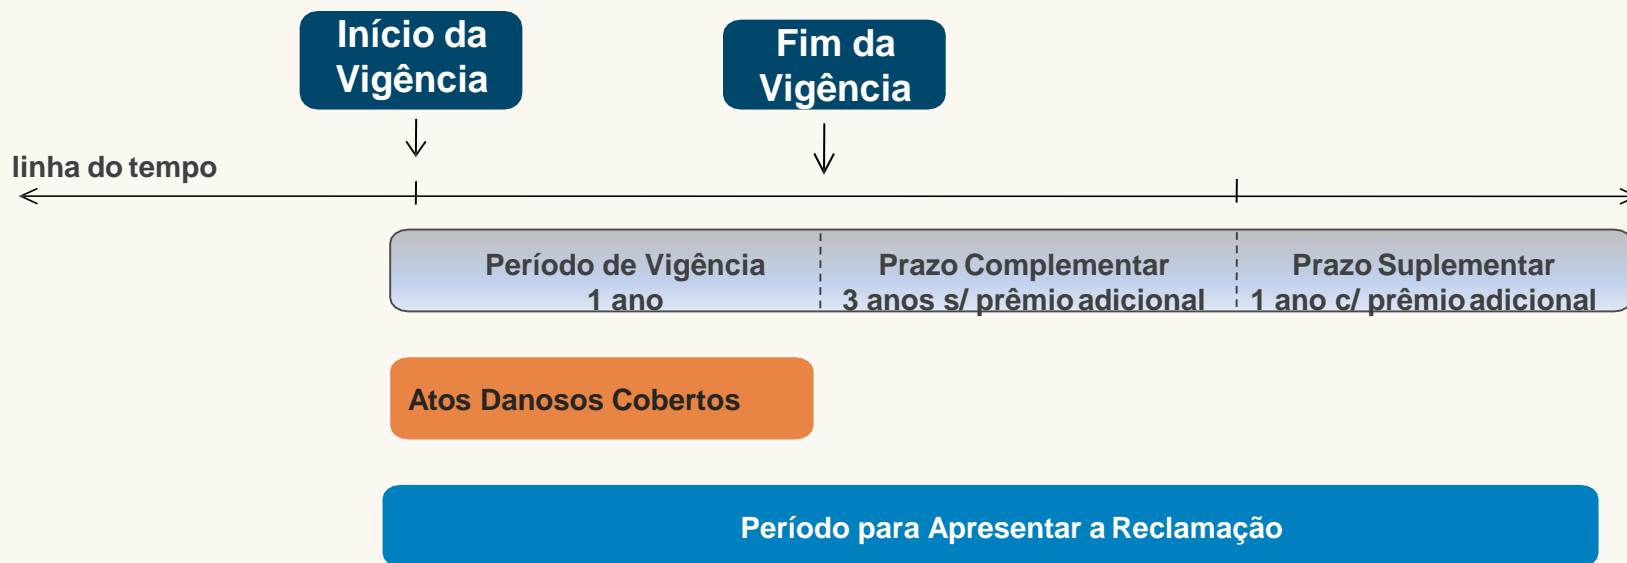 Início da
Vigência
Fim da
Vigência
linha do tempo
Período de Vigência
1 ano
Prazo Complementar
3 anos s/ prêmio adicional
Prazo Suplementar
1 ano c/ prêmio adicional
Atos Danosos Cobertos
Período para Apresentar a Reclamação